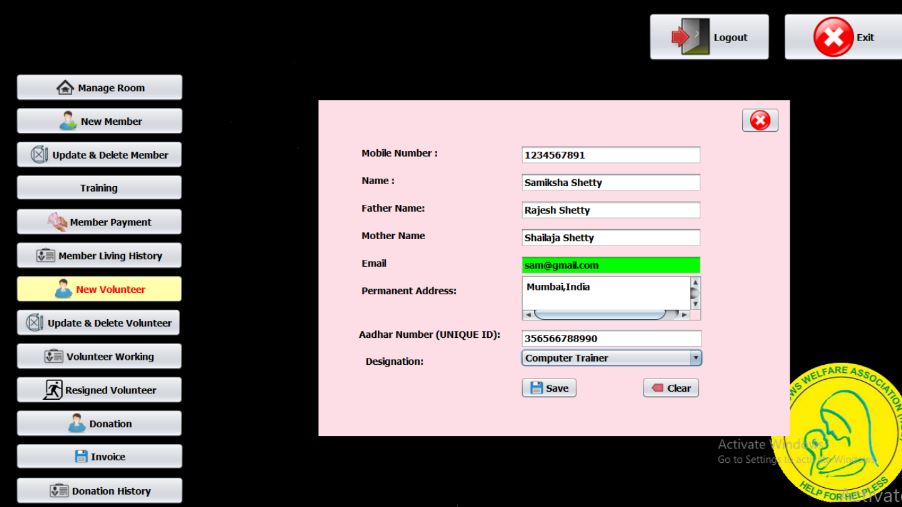 Logout
Exit
Manage Room
New Member
Update & Delete Member
Training
Member Payment
Member Living History
New Volunteer
Update & Delete Volunteer
Volunteer Working
Resigned Volunteer
Donation
Invoice
Donation History
Mobile Number :
1234567891
Name :
Samiksha Shetty
Father Name:
Rajesh Shetty
Mother Name
Shailaja Shetty
Email
sam@gmail.com
Permanent Address:
Mumbai,India
Aadhar Number (UNIQUE ID):
356566788990
Designation:
Computer Trainer
Save
Clear
WELFARE ASSOCIATION
HELP FOR HELPLESS
Activate Windows
Go to Settings to activate Windows.